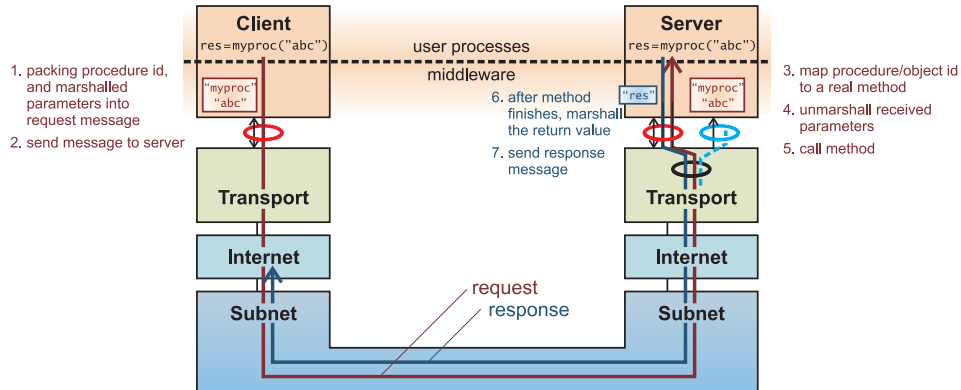 Client
res=myproc("abc")
user processes
middleware
Server
res=myproc("abc")
1. packing procedure id,
and marshalled
parameters into
request message
2. send message to server
"myproc"
"abc"
6. after method
finishes, marshall
the return value
7. send response
message
"res"
"myproc"
"abc"
3. map procedure/object id
to a real method
4. unmarshall received
parameters
5. call method
Transport
Transport
Internet
Internet
request
response
Subnet
Subnet